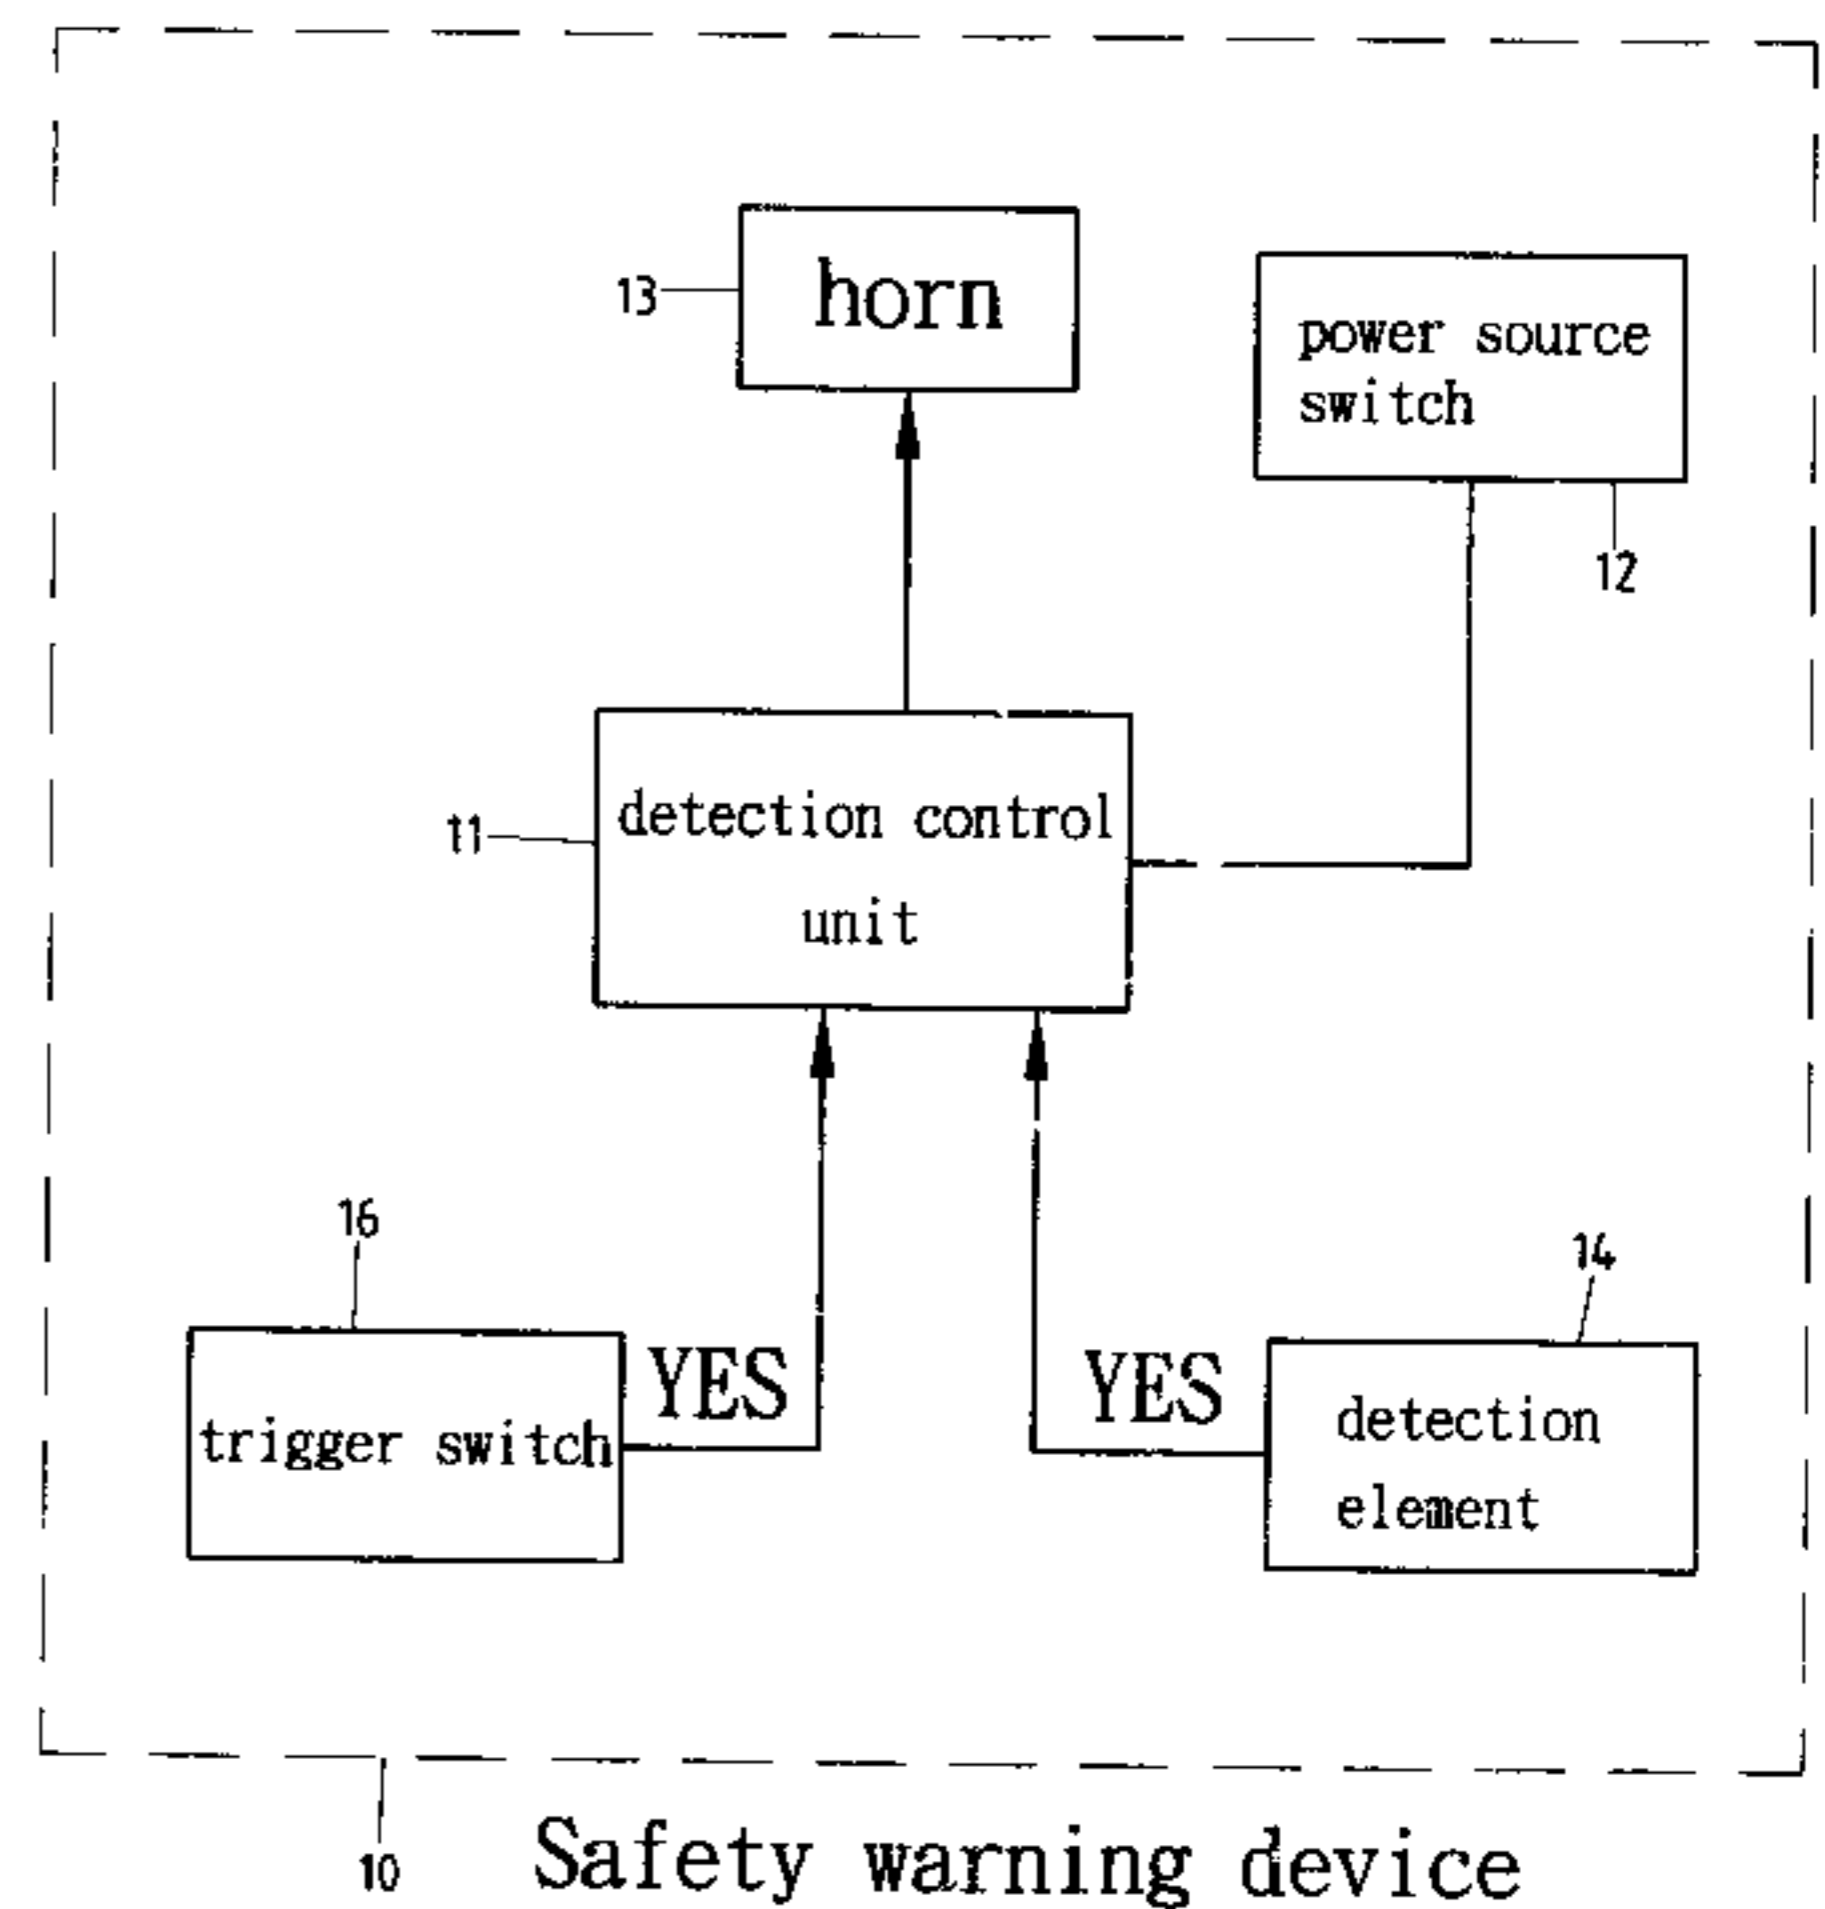 13
horn
power source
switch
12
11
detection control
unit
16
14
trigger switch
YES
YES
detection
element
10
Safety warning device